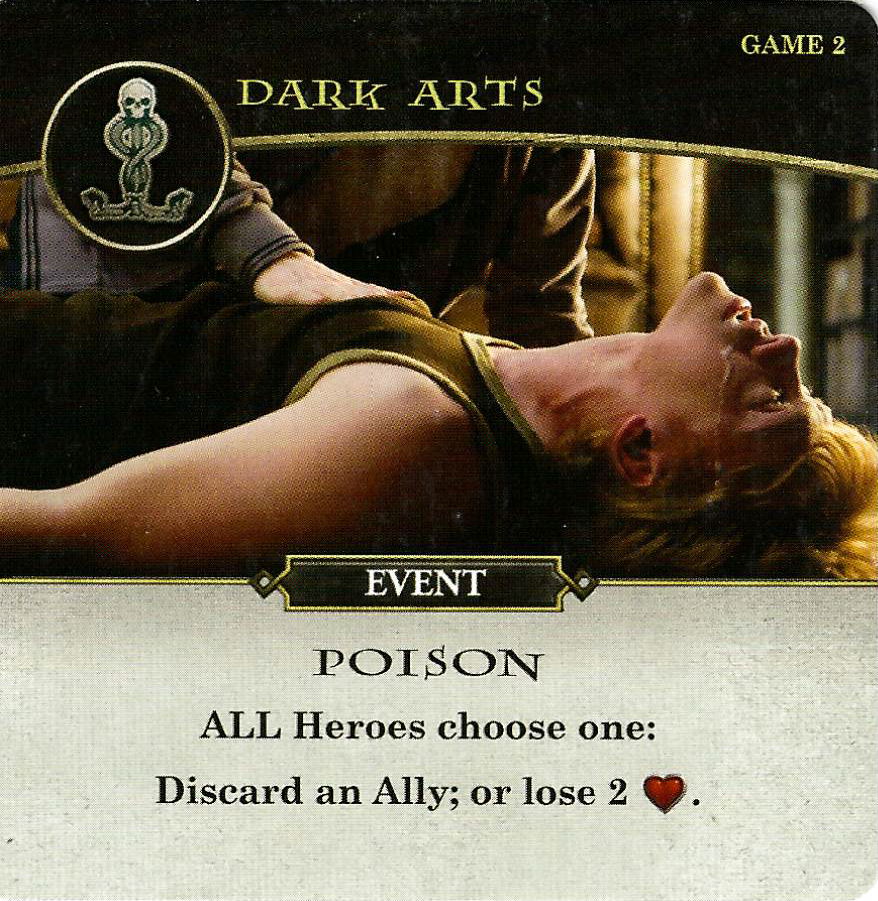 GAME 2
DARK ARTS
EVENT
POISON
ALL Heroes choose one:
Discard an Ally; or lose 2 ❤.